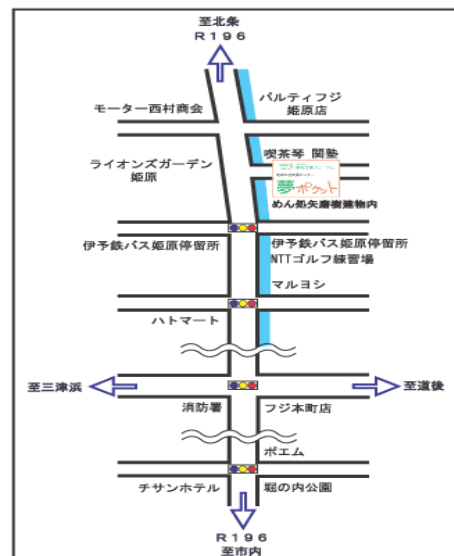 至北条
R196
モーター西村商会
パルティフジ
姫原店
喫茶琴 関塾
ライオンズガーデン
姫原
夢ポケット
めん処矢磨樹建物内
伊予鉄バス姫原停留所
伊予鉄バス姫原停留所
NTTゴルフ練習場
マルヨシ
ハトマート
至三津浜
至道後
消防署
フジ本町店
ポエム
チサンホテル
堀の内公園
R196
至市内